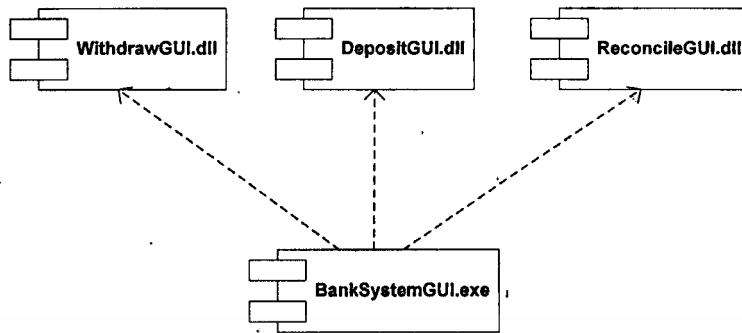 WithdrawGUI.dll
DepositGUI.dll
ReconcileGUI.dll
BankSystemGUI.exe